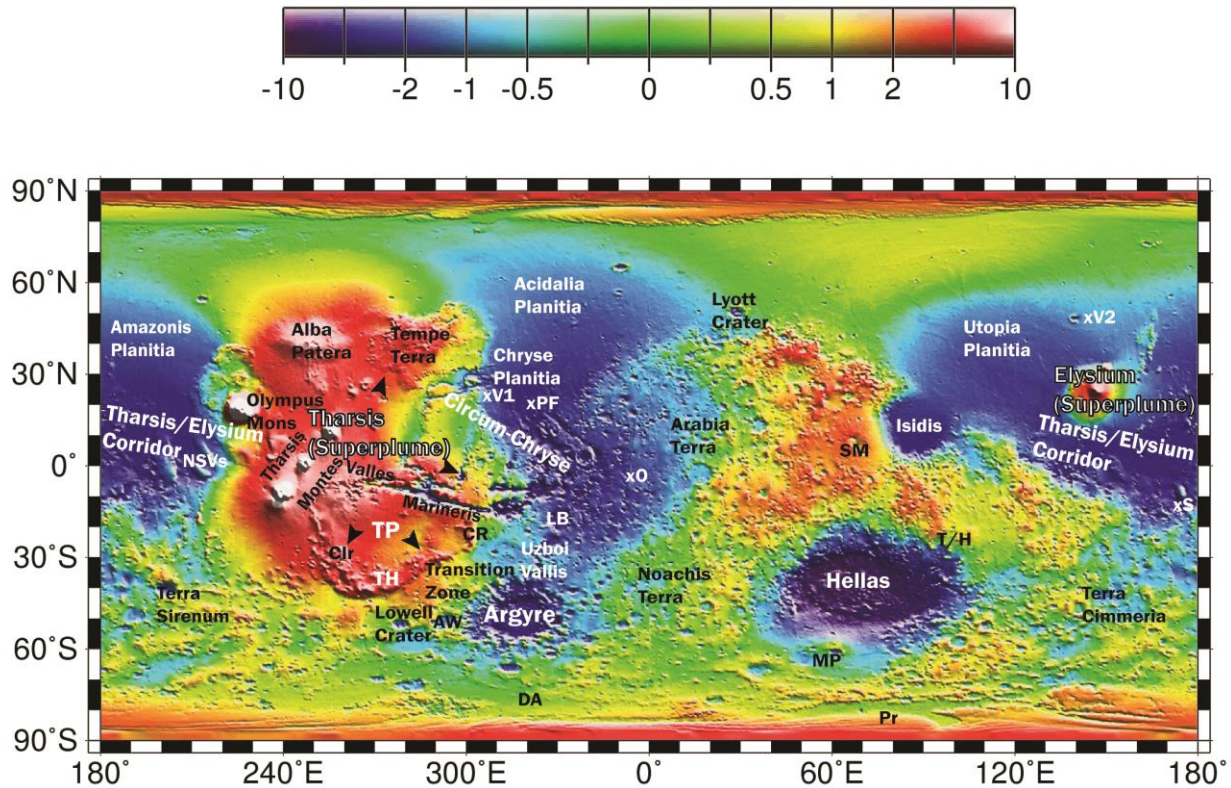 -10 -2 -1 -0.5 0 0.5 1 2 10
90°N
60°N
30°N
0°
30°S
60°S
90°S
Acidalia
Planitia
Lyott
Crater
Amazonis
Planitia
Alba
Patera
Tempe
Terra
Utopia
Planitia
xV2
Chryse
Planitia
xV1
xPF
Circum-Chryse
Elysium
(Superplume)
Olympus
Mons
Tharsis
(Superplume)
Tharsis/Elysium
Corridor
NSVs
Tharsis
Montes
Valles
Marineris
Arabia
Terra
Isidis
SM
Tharsis/Elysium
Corridor
xO
xS
LB
TP
CR
Clr
TH
Uzboi
Vallis
T/H
Transition
Zone
Noachis
Terra
Hellas
Terra
Sirenum
Lowell
Crater
AW
Argyre
Terra
Cimmeria
MP
DA
Pr
180° 240°E 300°E 0° 60°E 120°E 180°